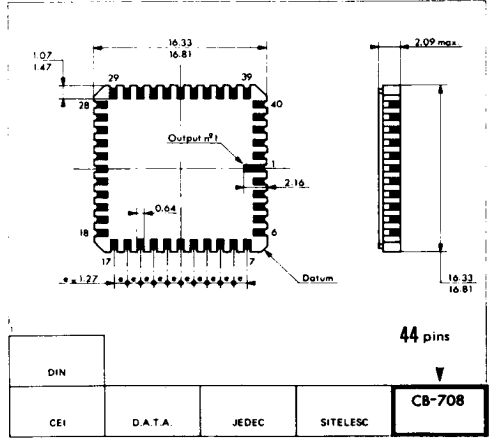 16.33
16.81
2.09 max.
1.07
1.47
29
39
28
40
Output nº1
1
2.16
0.64
18
6
17
7
e = 1.27
e e e e e e e e e e
Datum
16.33
16.81
44 pins
DIN
CB-708
CEI
D.A.T.A.
JEDEC
SITELESC